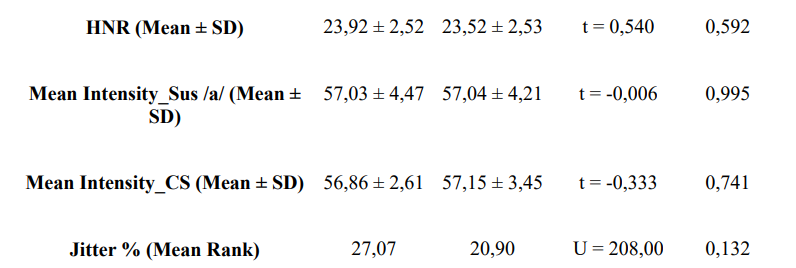 HNR (Mean ± SD) 23,92 ± 2,52 23,52 ± 2,53 t = 0,540 0,592
Mean Intensity_Sus /a/ (Mean ± 57,03 ± 4,47 57,04 ± 4,21 t = -0,006 0,995
SD)
Mean Intensity_CS (Mean ± SD) 56,86 ± 2,61 57,15 ± 3,45 t = -0,333 0,741
Jitter % (Mean Rank) 27,07 20,90 U = 208,00 0,132